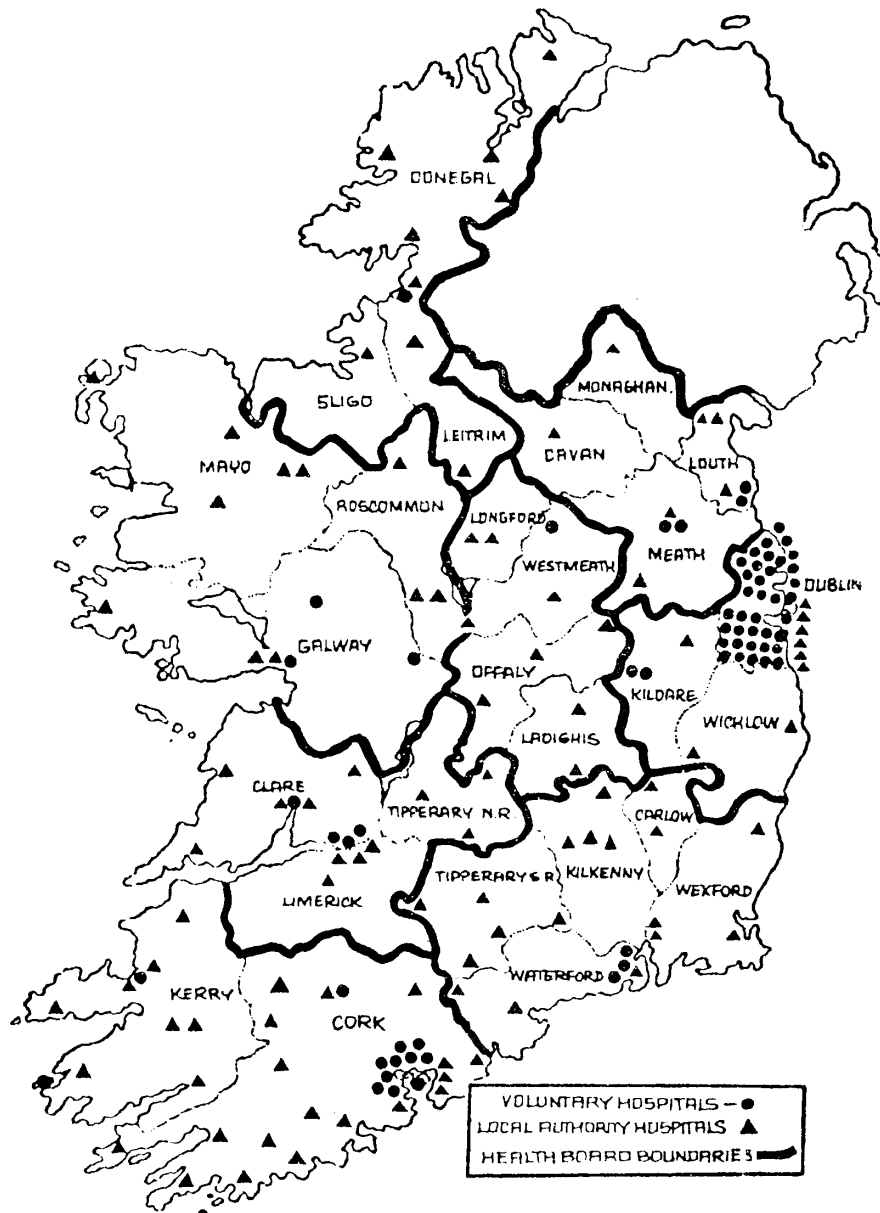 DONEGAL
MONAGHAN
SLIGO
LEITRIM
CAVAN
LOUTH
MAYO
ROSCOMMON
LONGFORD
WESTMEATH
MEATH
DUBLIN
GALWAY
OFFALY
KILDARE
WICKLOW
LAOIGHIS
CLARE
TIPPERARY N.R.
CARLOW
TIPPERARY S.R.
KILKENNY
WEXFORD
LIMERICK
WATERFORD
KERRY
CORK
VOLUNTARY HOSPITALS -
LOCAL AUTHORITY HOSPITALS
HEALTH BOARD BOUNDARIES